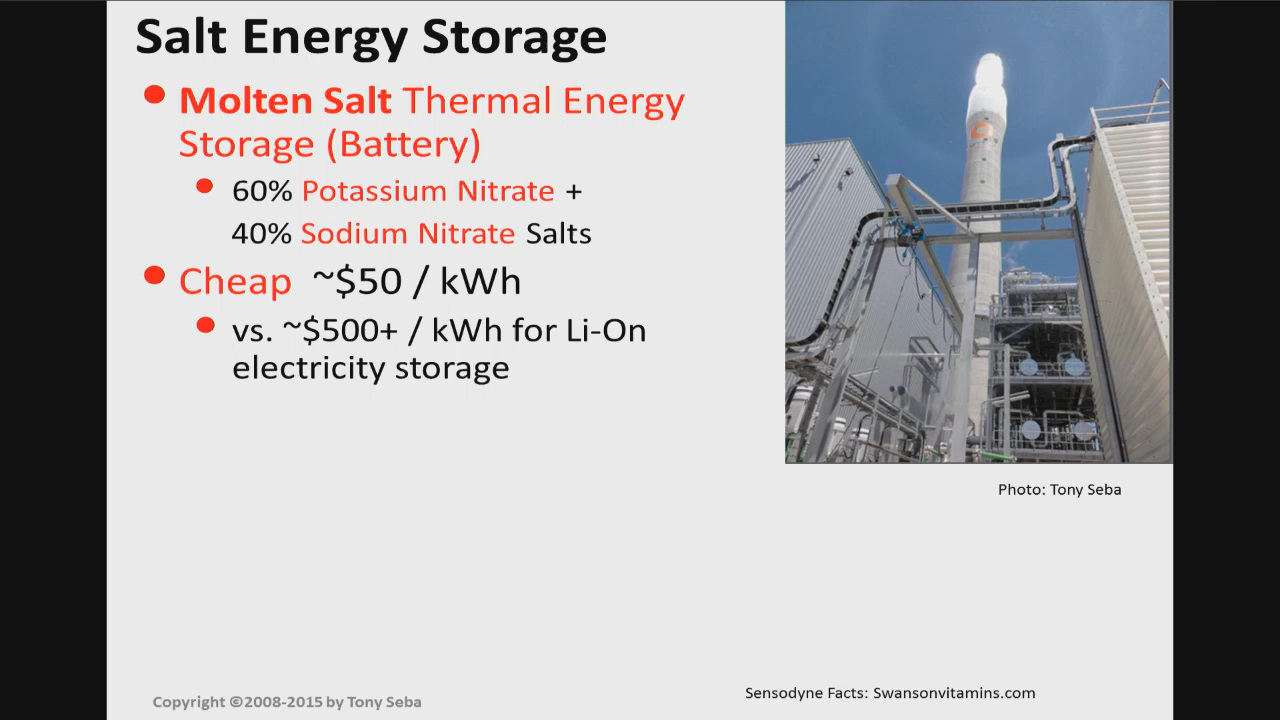 Salt Energy Storage
Molten Salt Thermal Energy
Storage (Battery)
60% Potassium Nitrate +
40% Sodium Nitrate Salts
Cheap ~$50 / kWh
vs. ~$500+ / kWh for Li-On
electricity storage
Photo: Tony Seba
Sensodyne Facts: Swansonvitamins.com
Copyright ©2008-2015 by Tony Seba